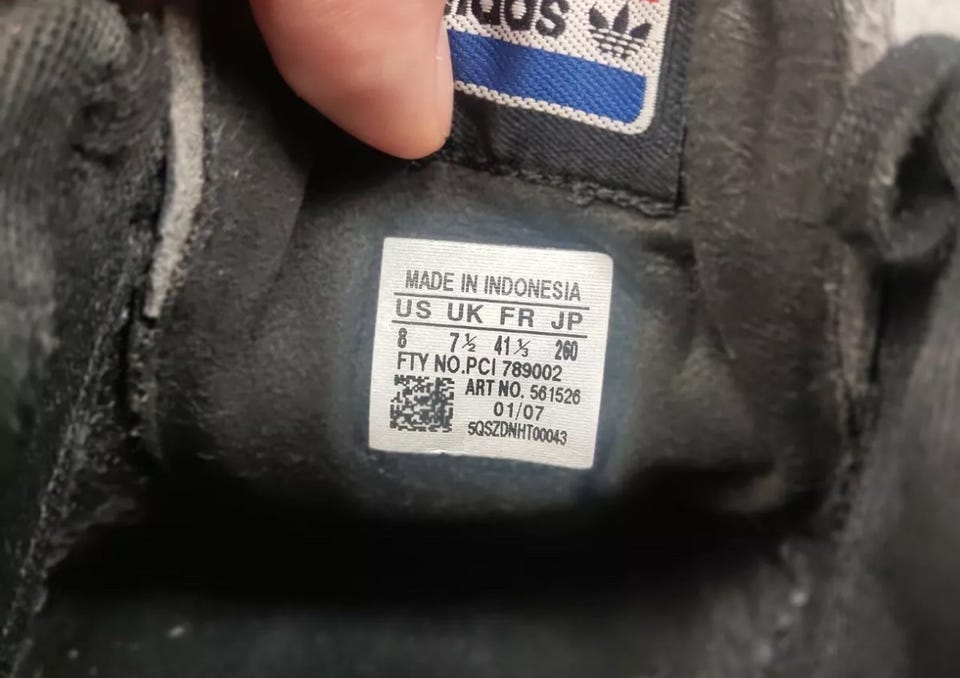 MADE IN INDONESIA
US UK FR JP
8 7½ 41⅓ 260
FTY NO.PCI 789002
ART NO. 561526
01/07
5QSZDNHT00043